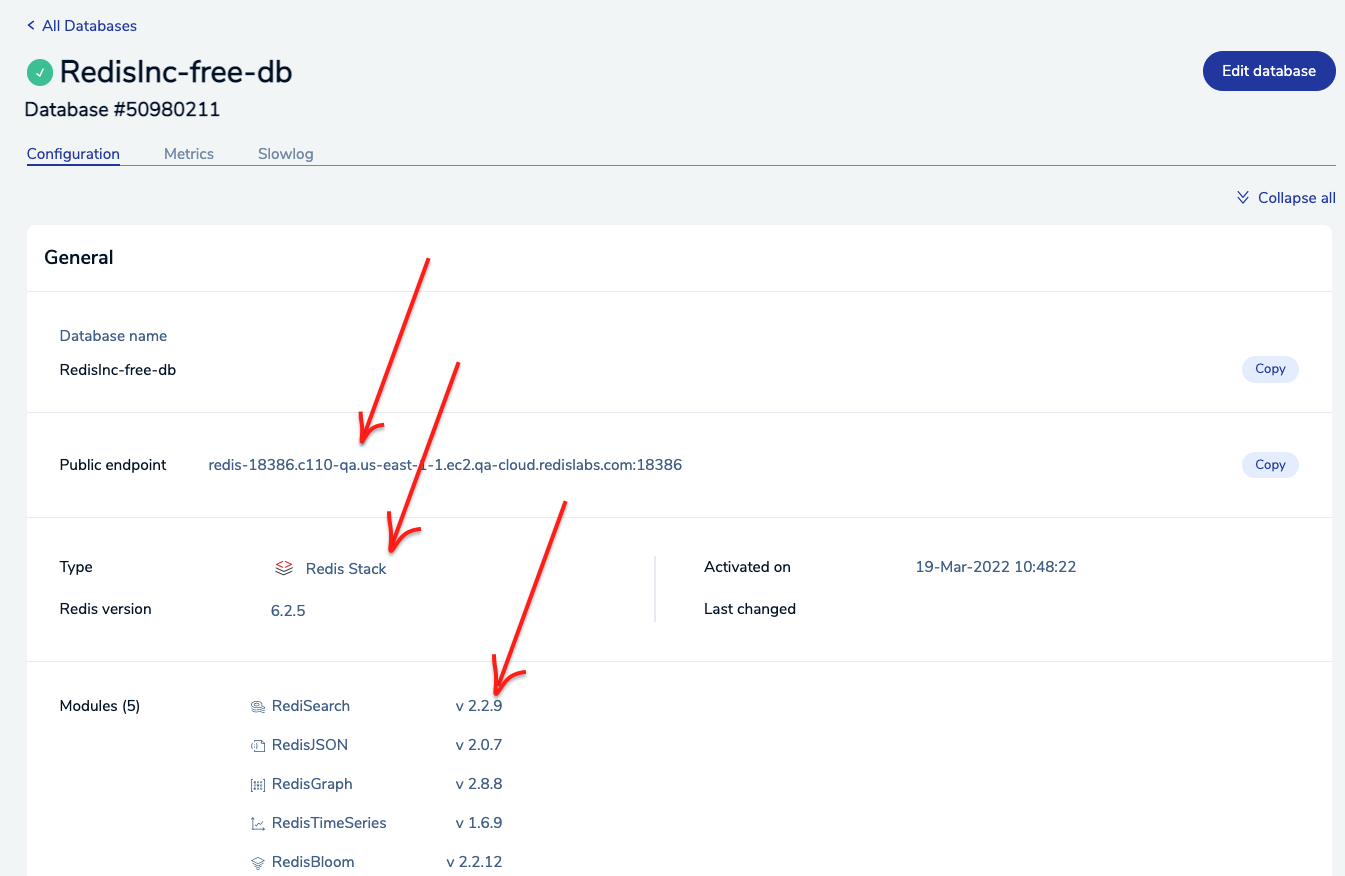 All Databases
RedisInc-free-db
Edit database
Database #50980211
Configuration Metrics Slowlog
Collapse all
General
Database name
RedisInc-free-db
Copy
Public endpoint redis-18386.c110-qa.us-east-1-1.ec2.qa-cloud.redislabs.com:18386 Copy
Type Redis Stack Activated on 19-Mar-2022 10:48:22
Redis version 6.2.5 Last changed
Modules (5) RediSearch v 2.2.9
RedisJSON v 2.0.7
RedisGraph v 2.8.8
RedisTimeSeries v 1.6.9
RedisBloom v 2.2.12